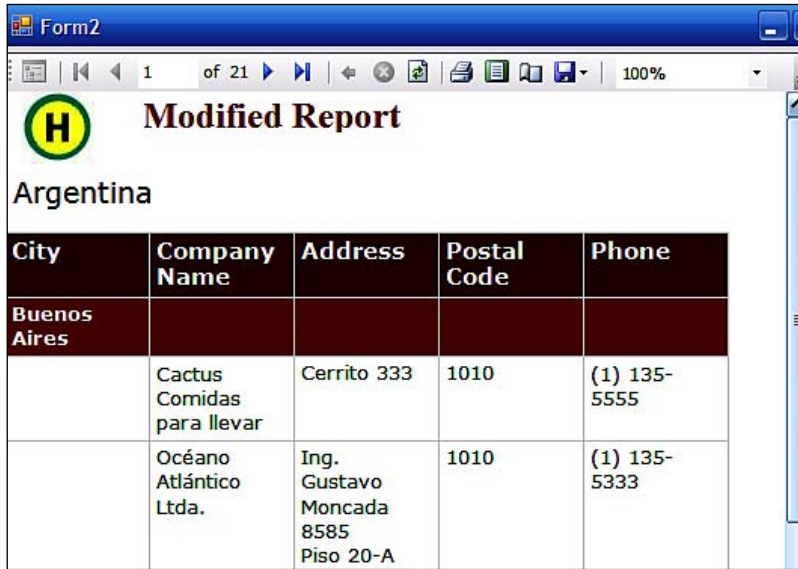 Form2
1 of 21 100%
H Modified Report
Argentina
City Company Name Address Postal Code Phone
Buenos Aires
Cactus Comidas para llevar Cerrito 333 1010 (1) 135-5555
Océano Atlántico Ltda. Ing. Gustavo Moncada 8585 Piso 20-A 1010 (1) 135-5333